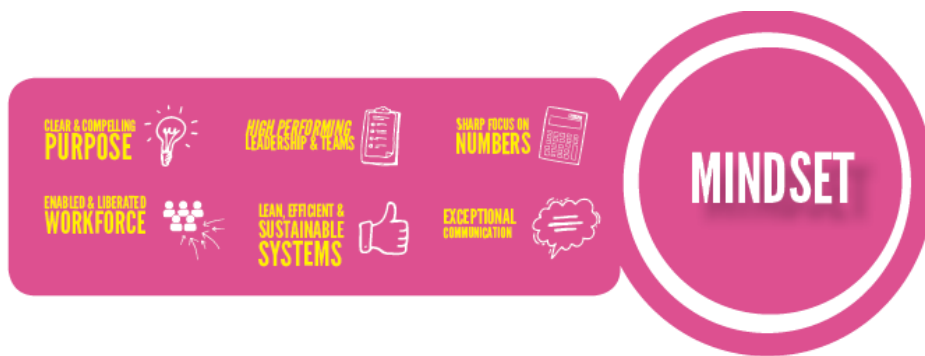 CLEAR & COMPELLING
PURPOSE
HIGH PERFORMING
LEADERSHIP & TEAMS
SHARP FOCUS ON
NUMBERS
ENABLED & LIBERATED
WORKFORCE
LEAN, EFFICIENT &
SUSTAINABLE
SYSTEMS
EXCEPTIONAL
COMMUNICATION
MINDSET